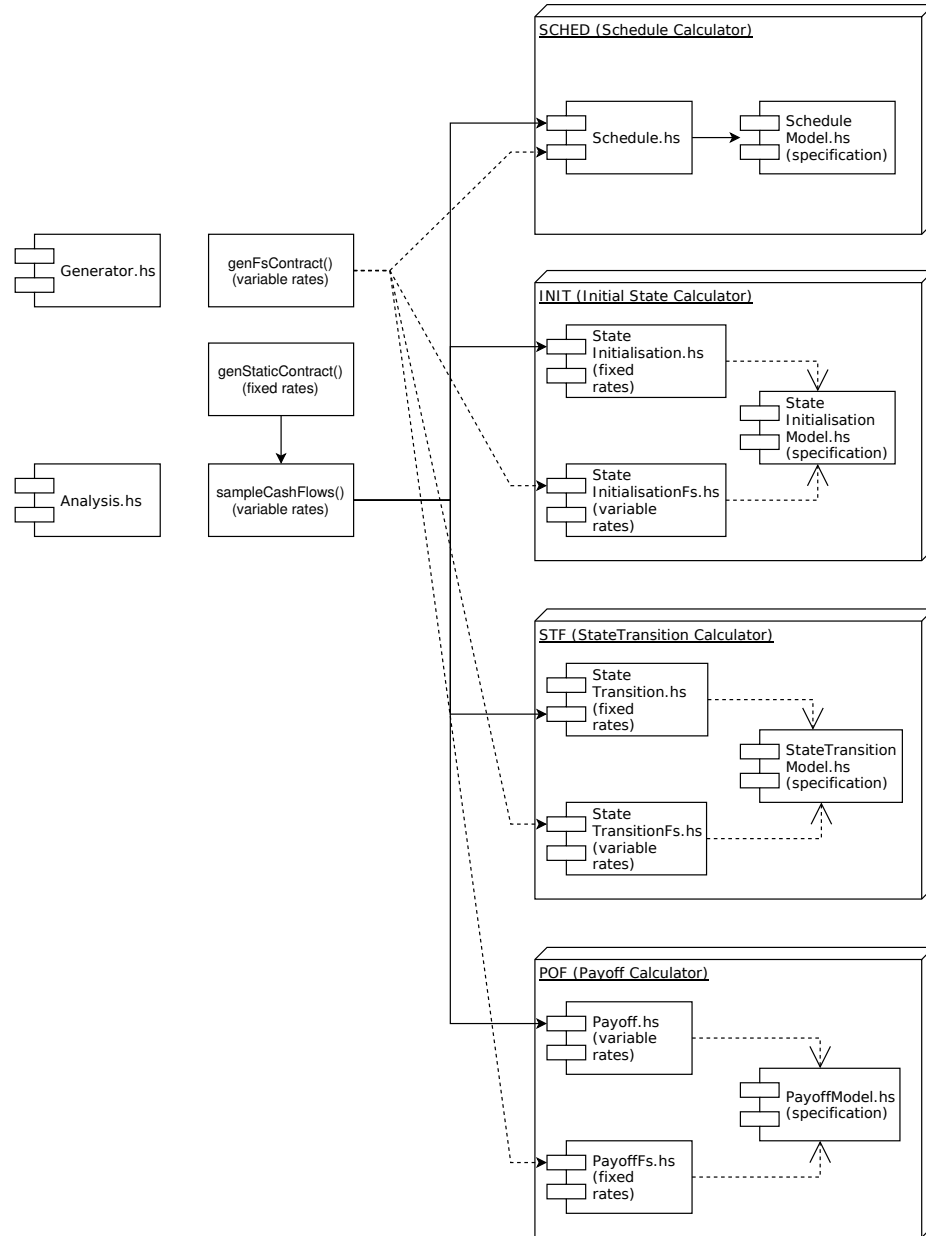 SCHED (Schedule Calculator)
Schedule.hs
Schedule
Model.hs
(specification)
Generator.hs
genFsContract()
(variable rates)
INIT (Initial State Calculator)
State
Initialisation.hs
(fixed
rates)
genStaticContract()
(fixed rates)
State
Initialisation
Model.hs
(specification)
Analysis.hs
sampleCashFlows()
(variable rates)
State
InitialisationFs.hs
(variable
rates)
STF (StateTransition Calculator)
State
Transition.hs
(fixed
rates)
StateTransition
Model.hs
(specification)
State
TransitionFs.hs
(variable
rates)
POF (Payoff Calculator)
Payoff.hs
(variable
rates)
PayoffModel.hs
(specification)
PayoffFs.hs
(fixed
rates)